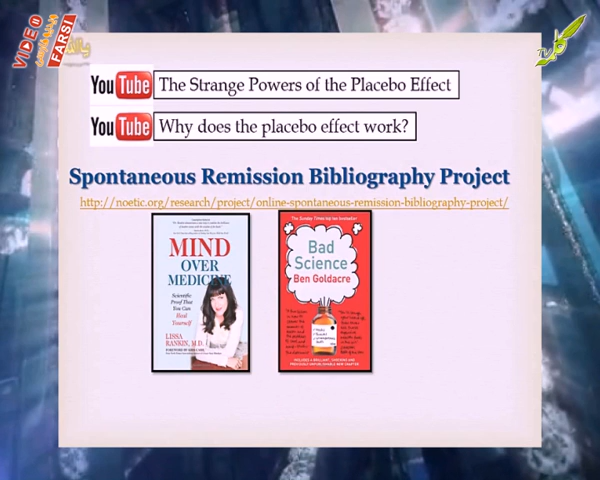 VIDEO
FARSI
YouTube The Strange Powers of the Placebo Effect
YouTube Why does the placebo effect work?
Spontaneous Remission Bibliography Project
http://noetic.org/research/project/online-spontaneous-remission-bibliography-project/
MIND
OVER
MEDICINE
Scientific
Proof That
You Can
Heal
Yourself
LISSA
RANKIN, M.D.
The Sunday Times top ten bestseller
Bad
Science
Ben Goldacre